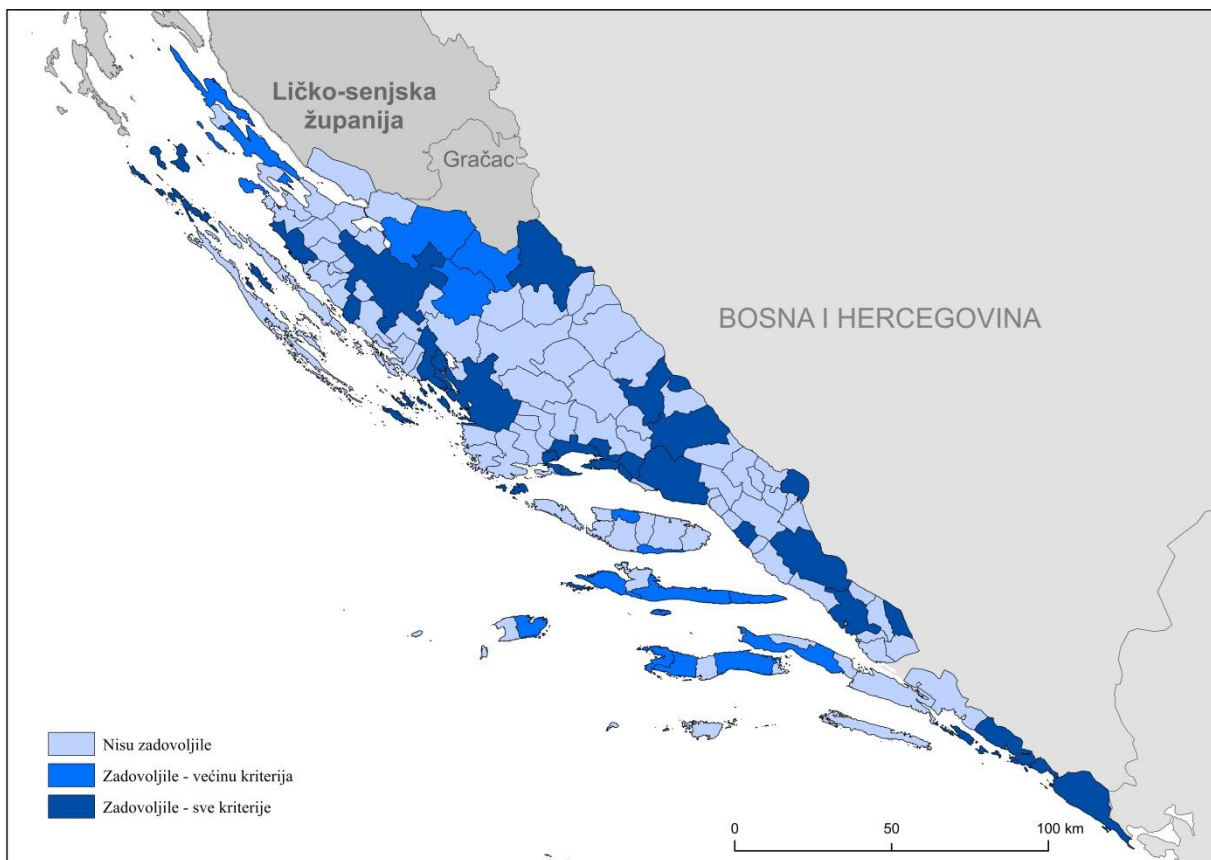 Ličko-senjska
županija
Gračac
BOSNA I HERCEGOVINA
Nisu zadovoljile
Zadovoljile - većinu kriterija
Zadovoljile - sve kriterije
0 50 100 km